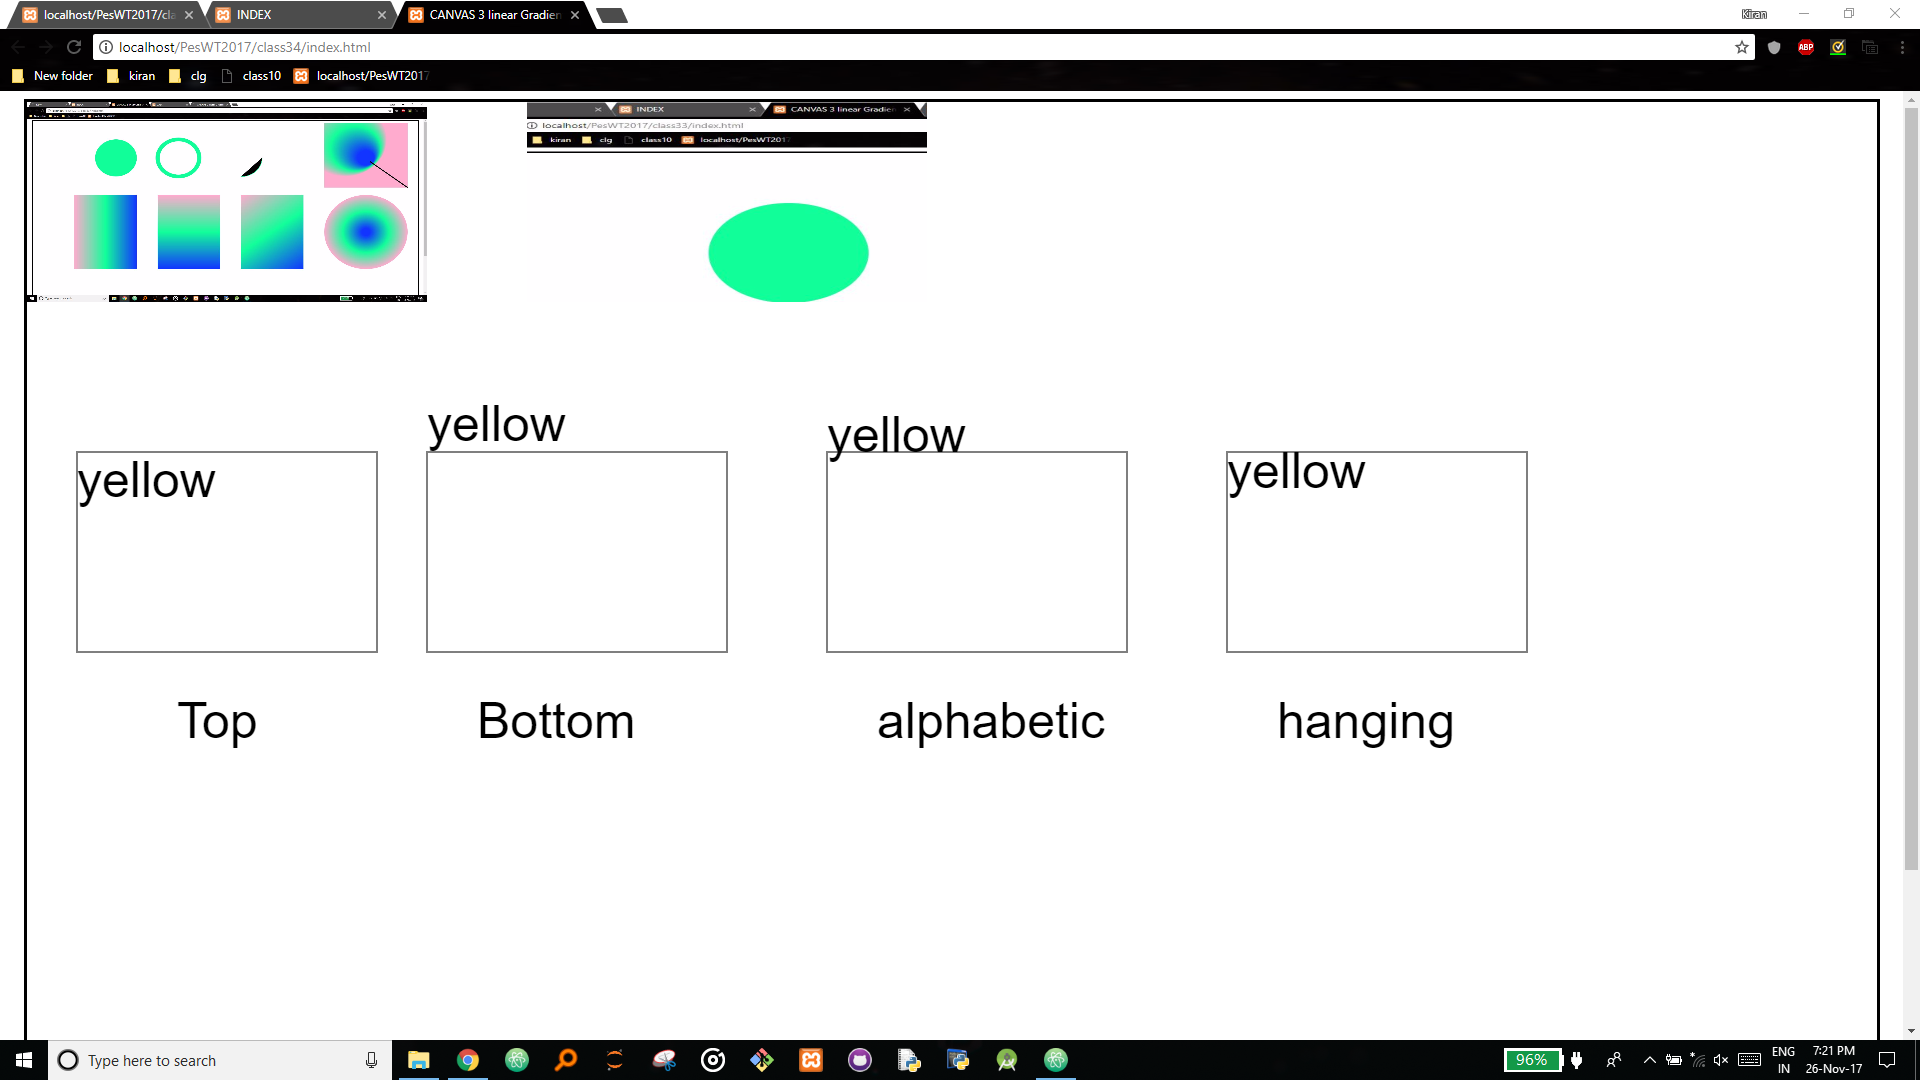 localhost/PesWT2017/cla
INDEX
CANVAS 3 linear Gradien
Kiran
localhost/PesWT2017/class34/index.html
ABP
New folder
kiran
clg
class10
localhost/PesWT2017
INDEX
CANVAS 3 linear Gradien
localhost/PesWT2017/class33/index.html
kiran
clg
class10
localhost/PesWT2017
yellow
yellow
yellow
yellow
Top
Bottom
alphabetic
hanging
Type here to search
96%
ENG
IN
7:21 PM
26-Nov-17